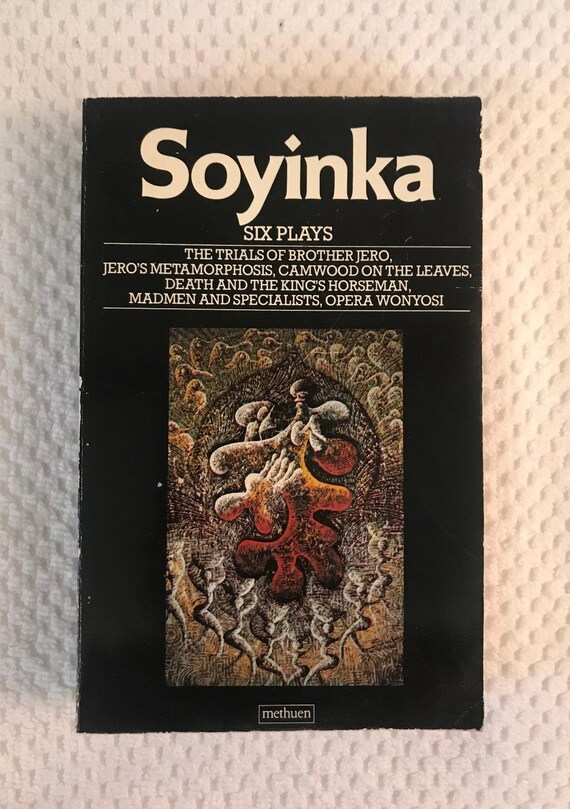 Soyinka
SIX PLAYS
THE TRIALS OF BROTHER JERO,
JERO'S METAMORPHOSIS, CAMWOOD ON THE LEAVES,
DEATH AND THE KING'S HORSEMAN,
MADMEN AND SPECIALISTS, OPERA WONYOSI
methuen